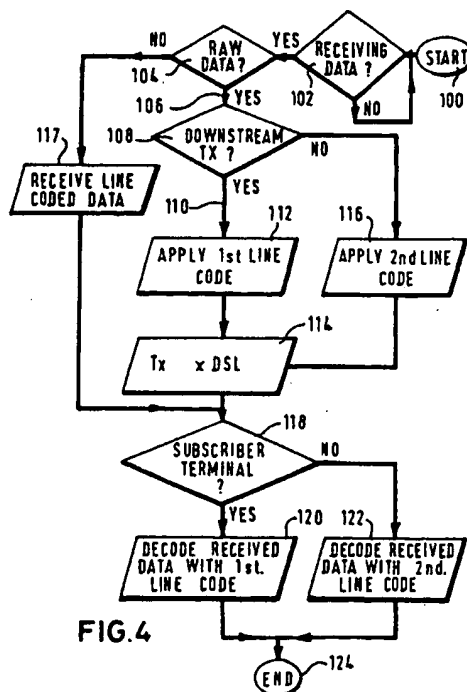 NO
RAW
DATA?
104
YES
RECEIVING
DATA ?
102
START
100
NO
106
YES
117
108
DOWNSTREAM
TX ?
NO
RECEIVE LINE
CODED DATA
110
YES
112
116
APPLY 1st LINE
CODE
APPLY 2nd LINE
CODE
114
Tx x DSL
118
SUBSCRIBER
TERMINAL
?
NO
YES
120
122
DECODE RECEIVED
DATA WITH 1st.
LINE CODE
DECODE RECEIVED
DATA WITH 2nd.
LINE CODE
FIG.4
END
124